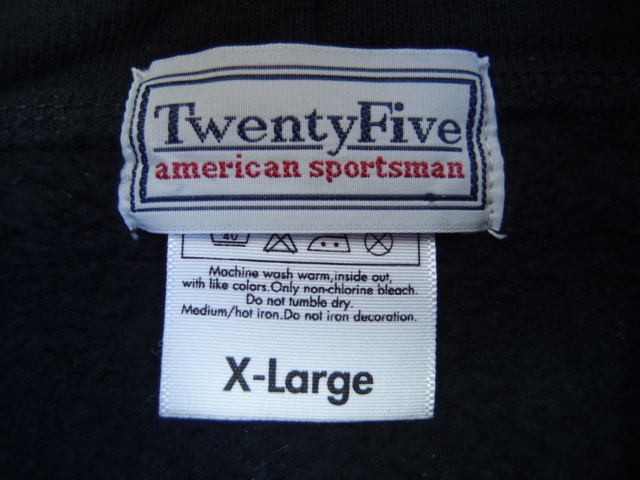 TwentyFive
american sportsman
40
Machine wash warm,inside out,
with like colors.Only non-chlorine bleach.
Do not tumble dry.
Medium/hot iron.Do not iron decoration.
X-Large